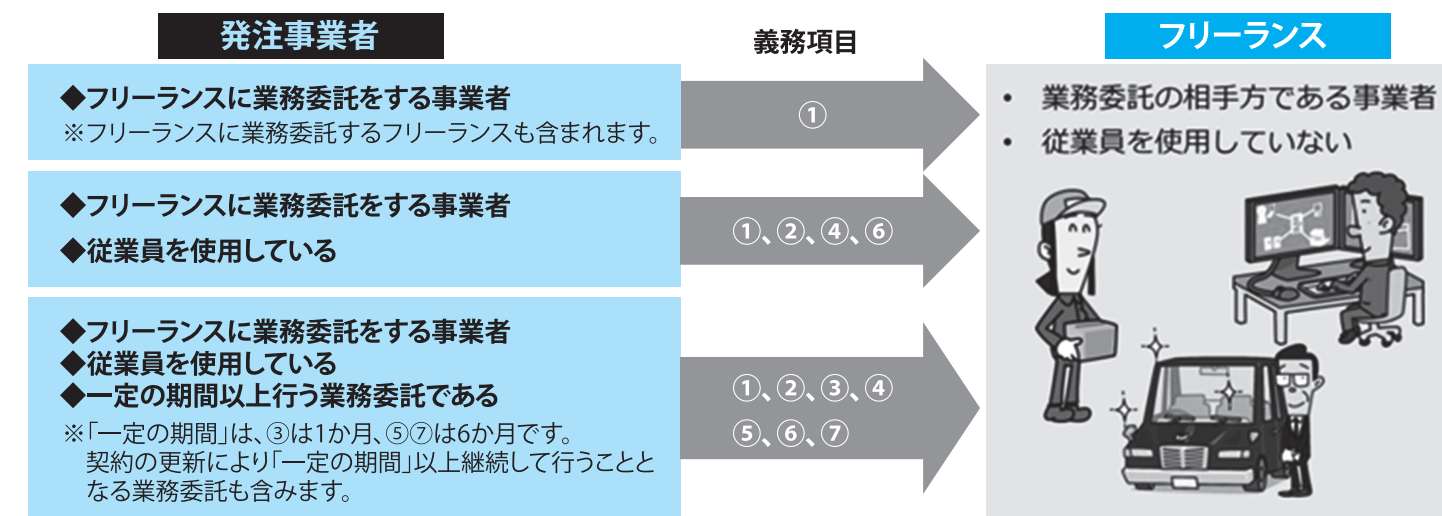 発注事業者
義務項目
フリーランス
◆フリーランスに業務委託をする事業者
※フリーランスに業務委託するフリーランスも含まれます。
①
◆フリーランスに業務委託をする事業者
◆従業員を使用している
①、②、④、⑥
◆フリーランスに業務委託をする事業者
◆従業員を使用している
◆一定の期間以上行う業務委託である
※「一定の期間」は、③は1か月、⑤⑦は6か月です。
契約の更新により「一定の期間」以上継続して行うことと
なる業務委託も含みます。
①、②、③、④
⑤、⑥、⑦
• 業務委託の相手方である事業者
• 従業員を使用していない